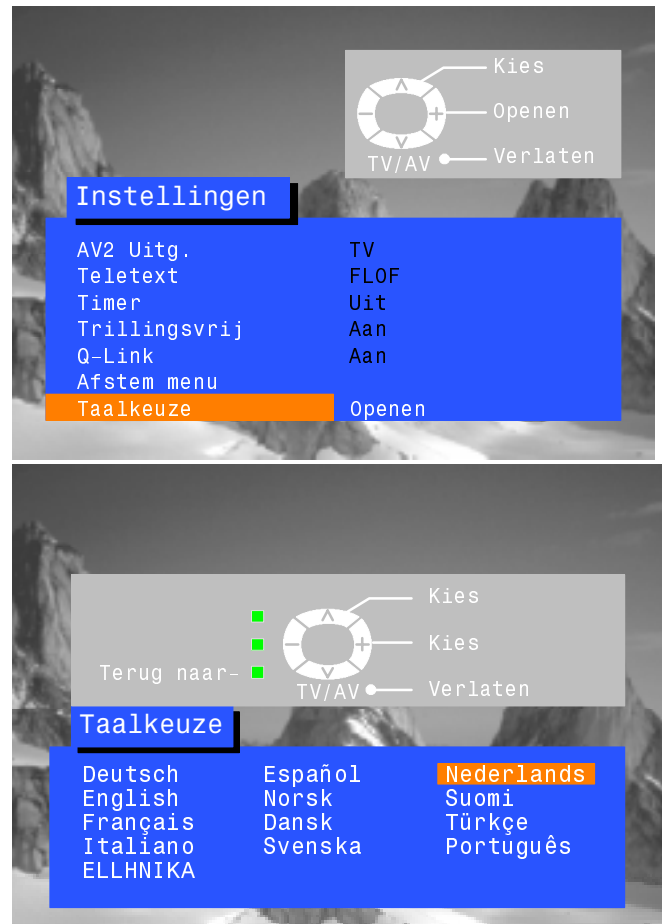 Kies
Openen
TV/AV Verlaten
Instellingen
AV2 Uitg. TV
Teletext FLOF
Timer Uit
Trillingsvrij Aan
Q-Link Aan
Afstem menu
Taalkeuze Openen
Kies
Kies
Terug naar-
TV/AV Verlaten
Taalkeuze
Deutsch Español Nederlands
English Norsk Suomi
Français Dansk Türkçe
Italiano Svenska Português
ELLHNIKA